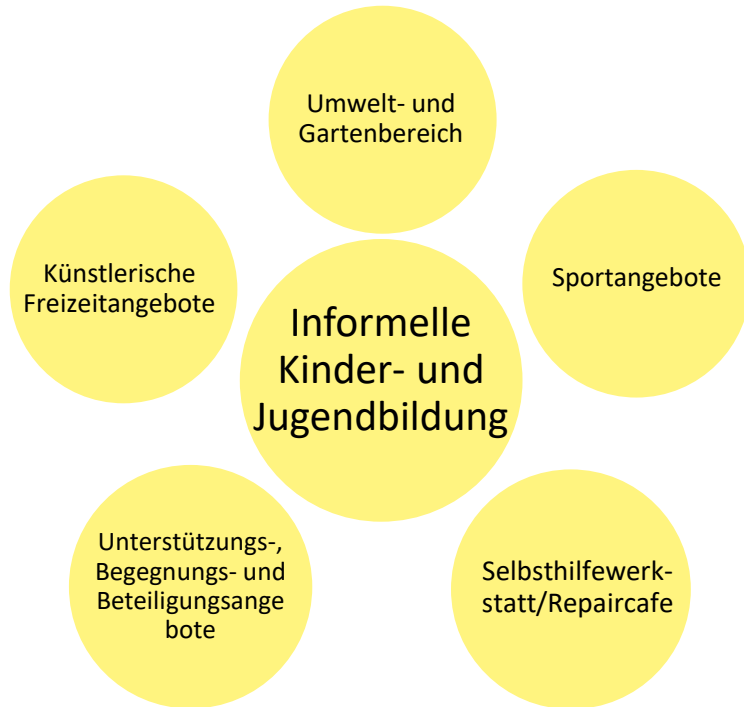 Umwelt- und
Gartenbereich
Künstlerische
Freizeitangebote
Sportangebote
Informelle
Kinder- und
Jugendbildung
Unterstützungs-,
Begegnungs- und
Beteiligungsange
bote
Selbsthilfewerk-
statt/Repaircafe